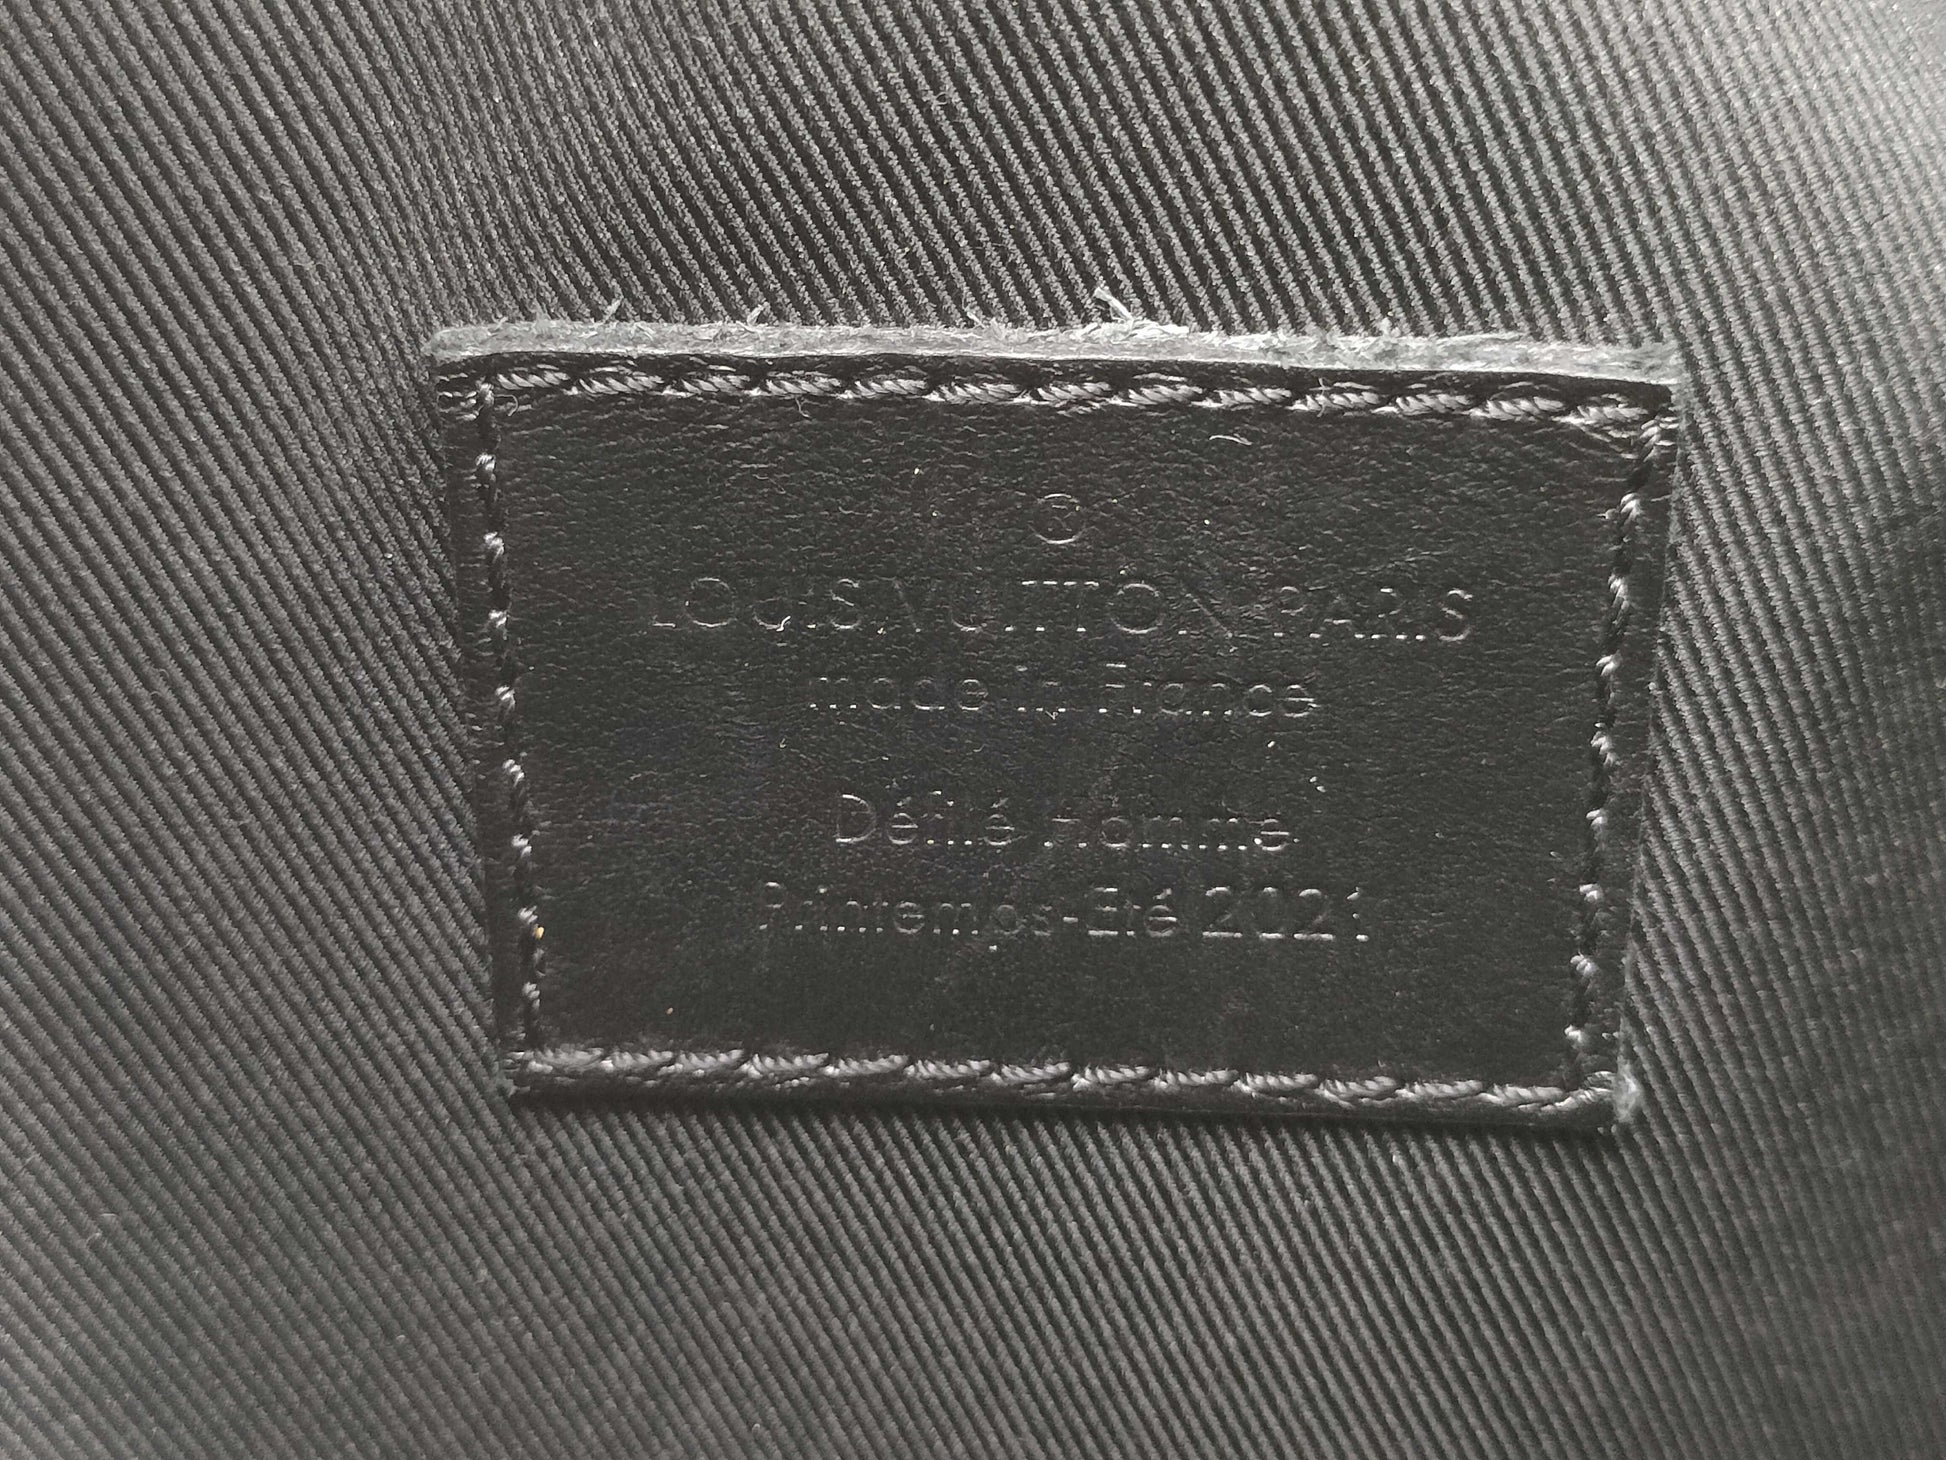 ®
LOUIS VUITTON PARIS
made in France
Défilé Homme
Printemps-Eté 2021